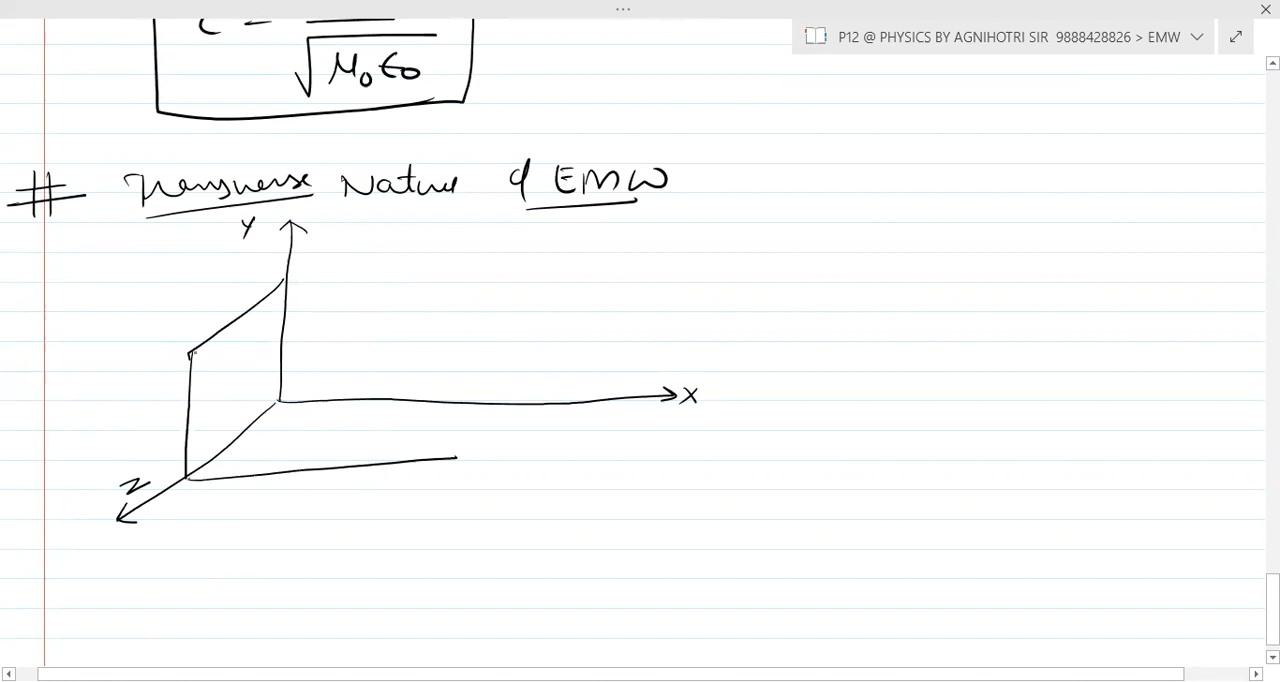 P12 @ PHYSICS BY AGNIHOTRI SIR 9888428826 > EMW
c =
√μ₀ε₀
# Transverse Nature of EMW
Y
X
Z